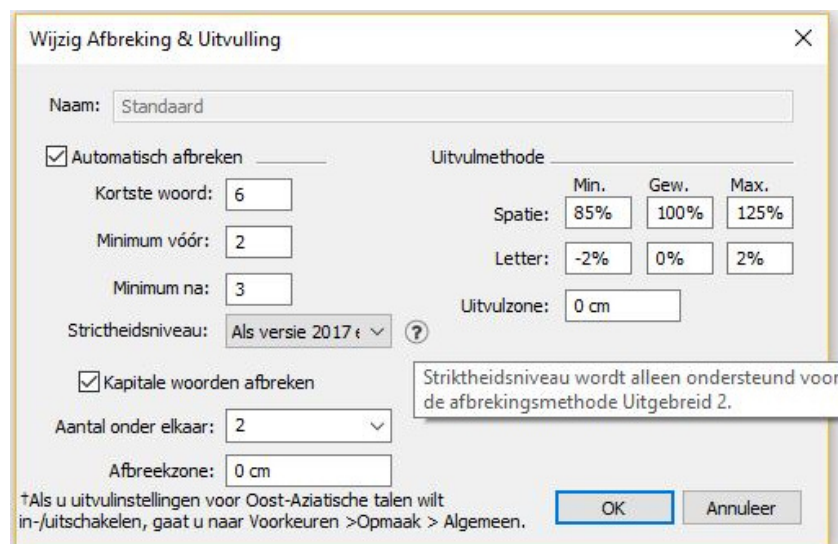 Wijzig Afbreking & Uitvulling
Naam: Standaard
Automatisch afbreken
Kortste woord: 6
Minimum vóór: 2
Minimum na: 3
Strictheidsniveau: Als versie 2017 e
Kapitale woorden afbreken
Aantal onder elkaar: 2
Afbreekzone: 0 cm
Uitvulmethode
Min. Gew. Max.
Spatie: 85% 100% 125%
Letter: -2% 0% 2%
Uitvulzone: 0 cm
?
Striktheidsniveau wordt alleen ondersteund voor
de afbrekingsmethode Uitgebreid 2.
†Als u uitvulinstellingen voor Oost-Aziatische talen wilt
in-/uitschakelen, gaat u naar Voorkeuren >Opmaak > Algemeen.
OK Annuleer